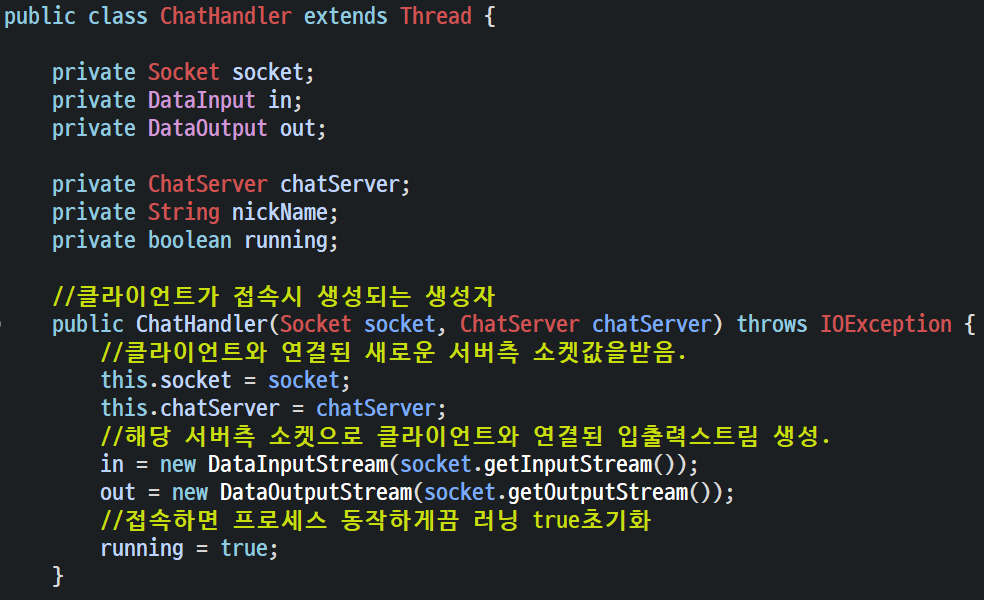 public class ChatHandler extends Thread {
private Socket socket;
private DataInput in;
private DataOutput out;
private ChatServer chatServer;
private String nickName;
private boolean running;
//클라이언트가 접속시 생성되는 생성자
public ChatHandler(Socket socket, ChatServer chatServer) throws IOException {
//클라이언트와 연결된 새로운 서버측 소켓값을받음.
this.socket = socket;
this.chatServer = chatServer;
//해당 서버측 소켓으로 클라이언트와 연결된 입출력스트림 생성.
in = new DataInputStream(socket.getInputStream());
out = new DataOutputStream(socket.getOutputStream());
//접속하면 프로세스 동작하게끔 러닝 true초기화
running = true;
}